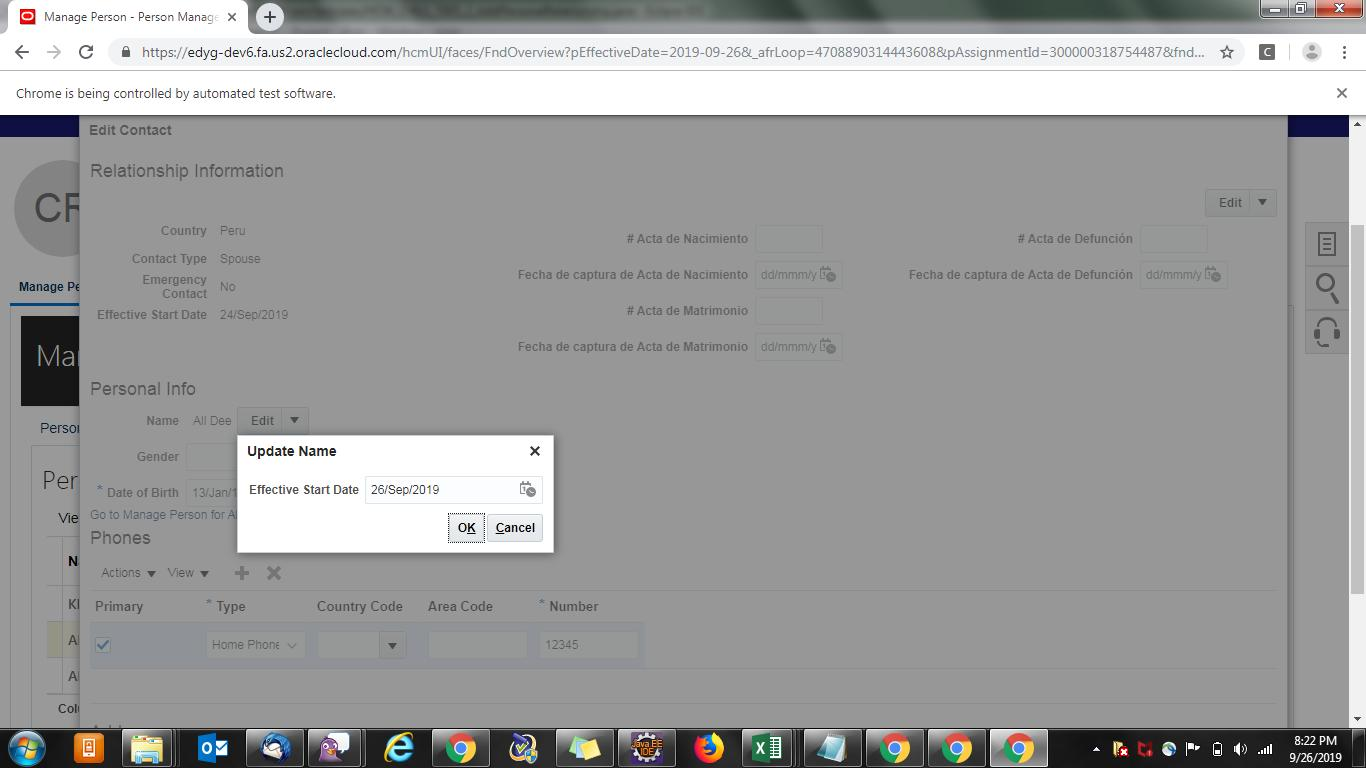 Manage Person - Person Manage
https://edyg-dev6.fa.us2.oraclecloud.com/hcmUI/faces/FndOverview?pEffectiveDate=2019-09-26&_afrLoop=4708890314443608&pAssignmentId=300000318754487&fnd...
C
Chrome is being controlled by automated test software.
Edit Contact
Relationship Information
Edit
Country Peru
Contact Type Spouse
Emergency Contact No
Effective Start Date 24/Sep/2019
# Acta de Nacimiento
Fecha de captura de Acta de Nacimiento dd/mmm/y
# Acta de Matrimonio
Fecha de captura de Acta de Matrimonio dd/mmm/y
# Acta de Defunción
Fecha de captura de Acta de Defunción dd/mmm/y
CR
Manage Pe
Mar
Person
Per
Vie
Personal Info
Name All Dee Edit
Gender
* Date of Birth 13/Jan/1
Go to Manage Person for A
Update Name
Effective Start Date 26/Sep/2019
OK Cancel
Phones
Actions View
Primary * Type Country Code Area Code * Number
Home Phone 12345
Colu
8:22 PM
9/26/2019